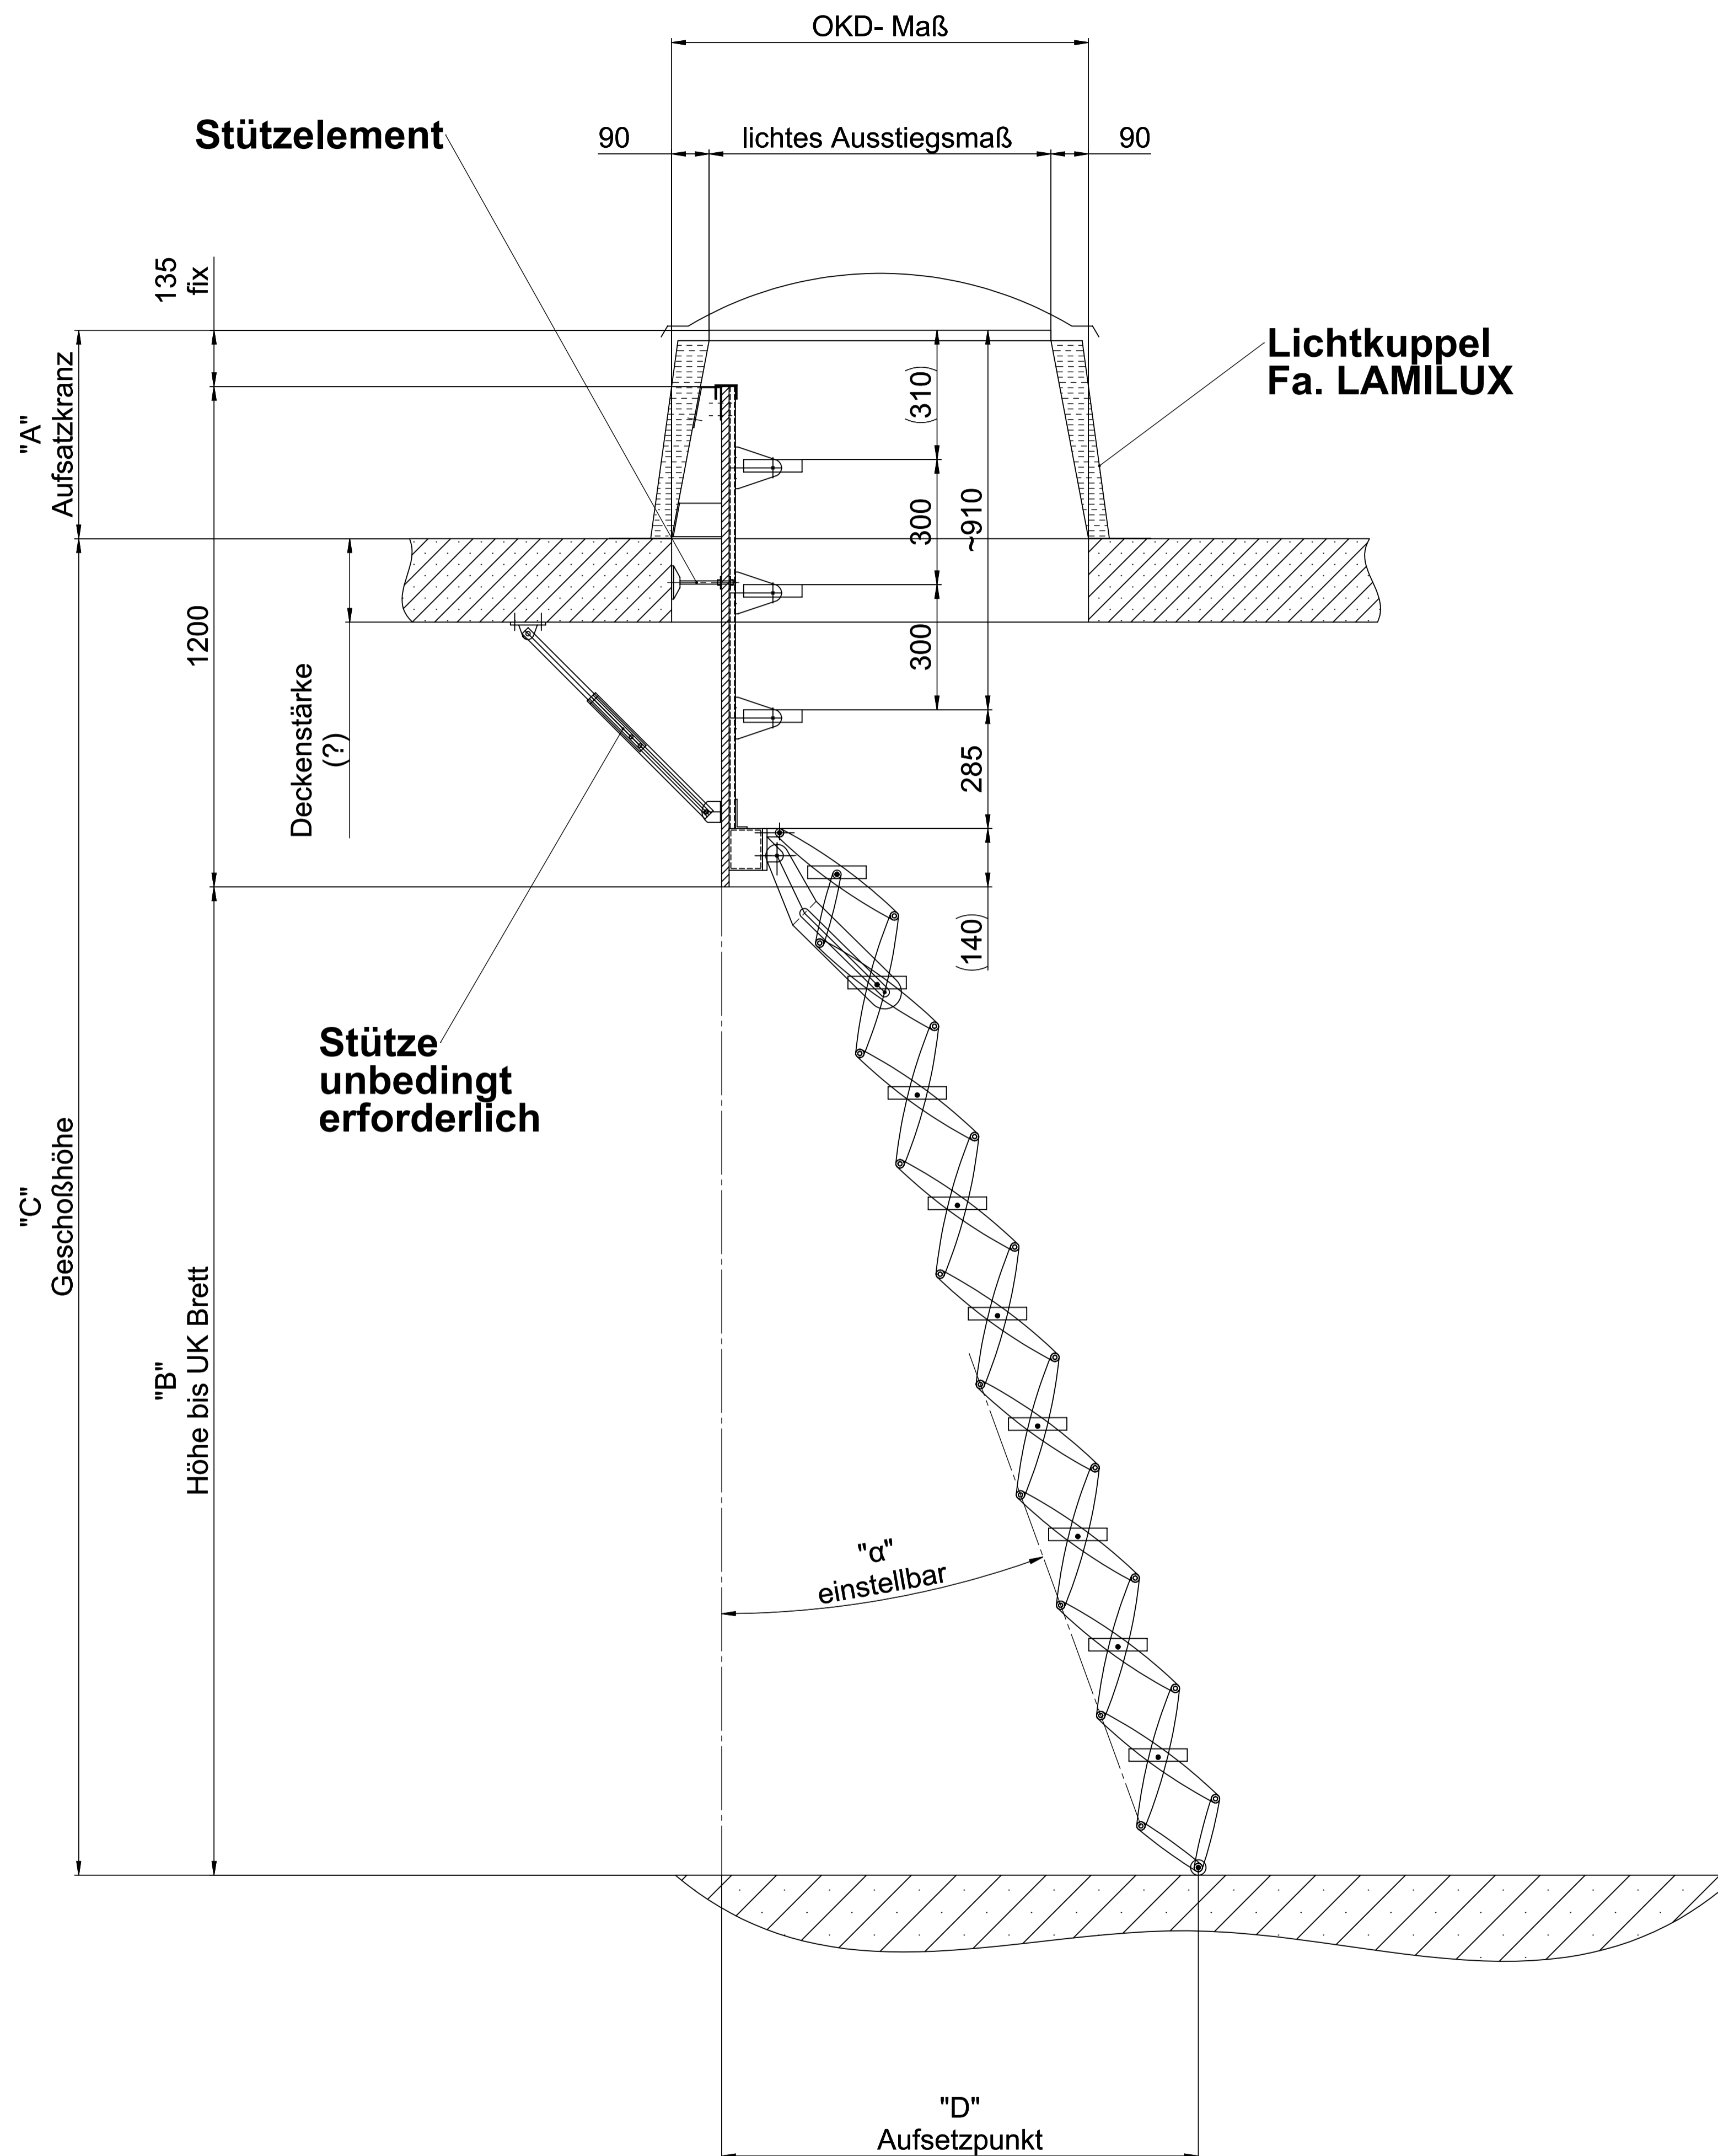 OKD- Maß
Stützelement
90
lichtes Ausstiegsmaß
90
135
fix
"A"
Aufsatzkranz
Lichtkuppel
Fa. LAMILUX
(310)
300
~910
1200
300
Deckenstärke
(?)
285
(140)
Stütze
unbedingt
erforderlich
"C"
Geschoßhöhe
"B"
Höhe bis UK Brett
"α"
einstellbar
"D"
Aufsetzpunkt